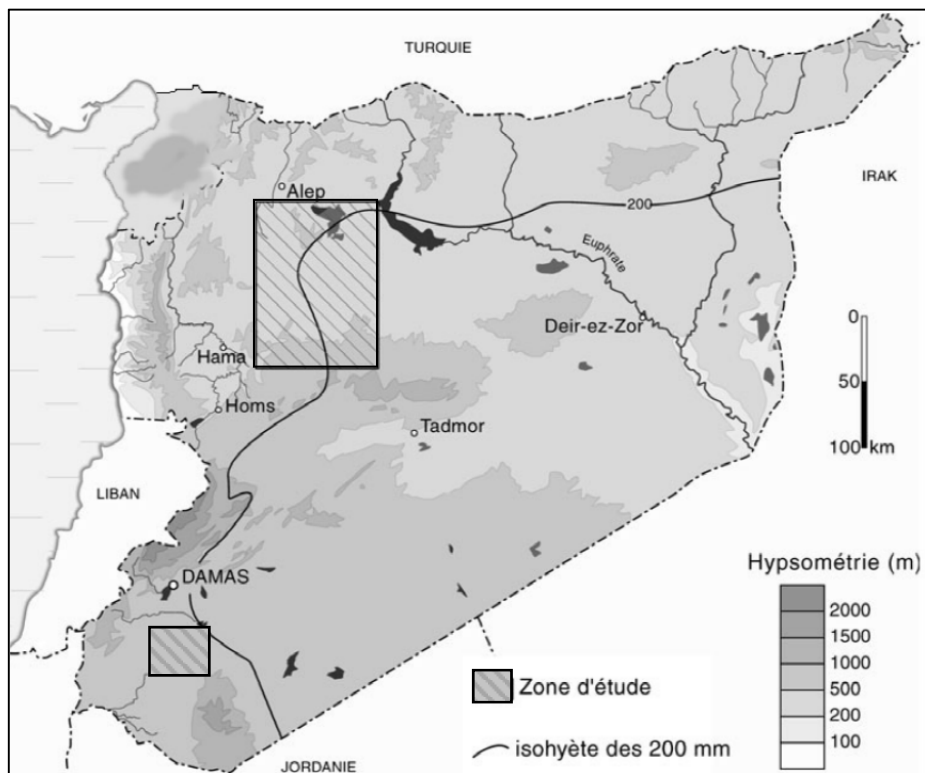 TURQUIE
Alep
IRAK
200
Euphrate
Deir-ez-Zor
0
50
100 km
Hama
Homs
Tadmor
LIBAN
DAMAS
Hypsométrie (m)
2000
1500
1000
500
200
100
Zone d'étude
isohyète des 200 mm
JORDANIE